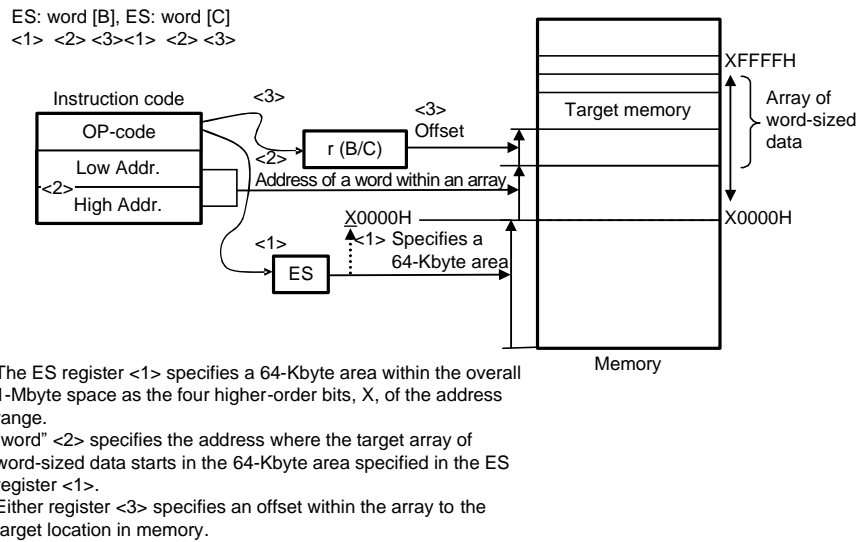 ES: word [B], ES: word [C]
<1> <2> <3><1> <2> <3>
XFFFFH
Instruction code
<3>
<3>
Offset
Target memory
Array of
word-sized
data
OP-code
r (B/C)
<2>
Low Addr.
Address of a word within an array
<2>
High Addr.
X0000H
X0000H
<1>
<1> Specifies a
64-Kbyte area
ES
Memory
The ES register <1> specifies a 64-Kbyte area within the overall
1-Mbyte space as the four higher-order bits, X, of the address
range.
word” <2> specifies the address where the target array of
word-sized data starts in the 64-Kbyte area specified in the ES
register <1>.
Either register <3> specifies an offset within the array to the
target location in memory.